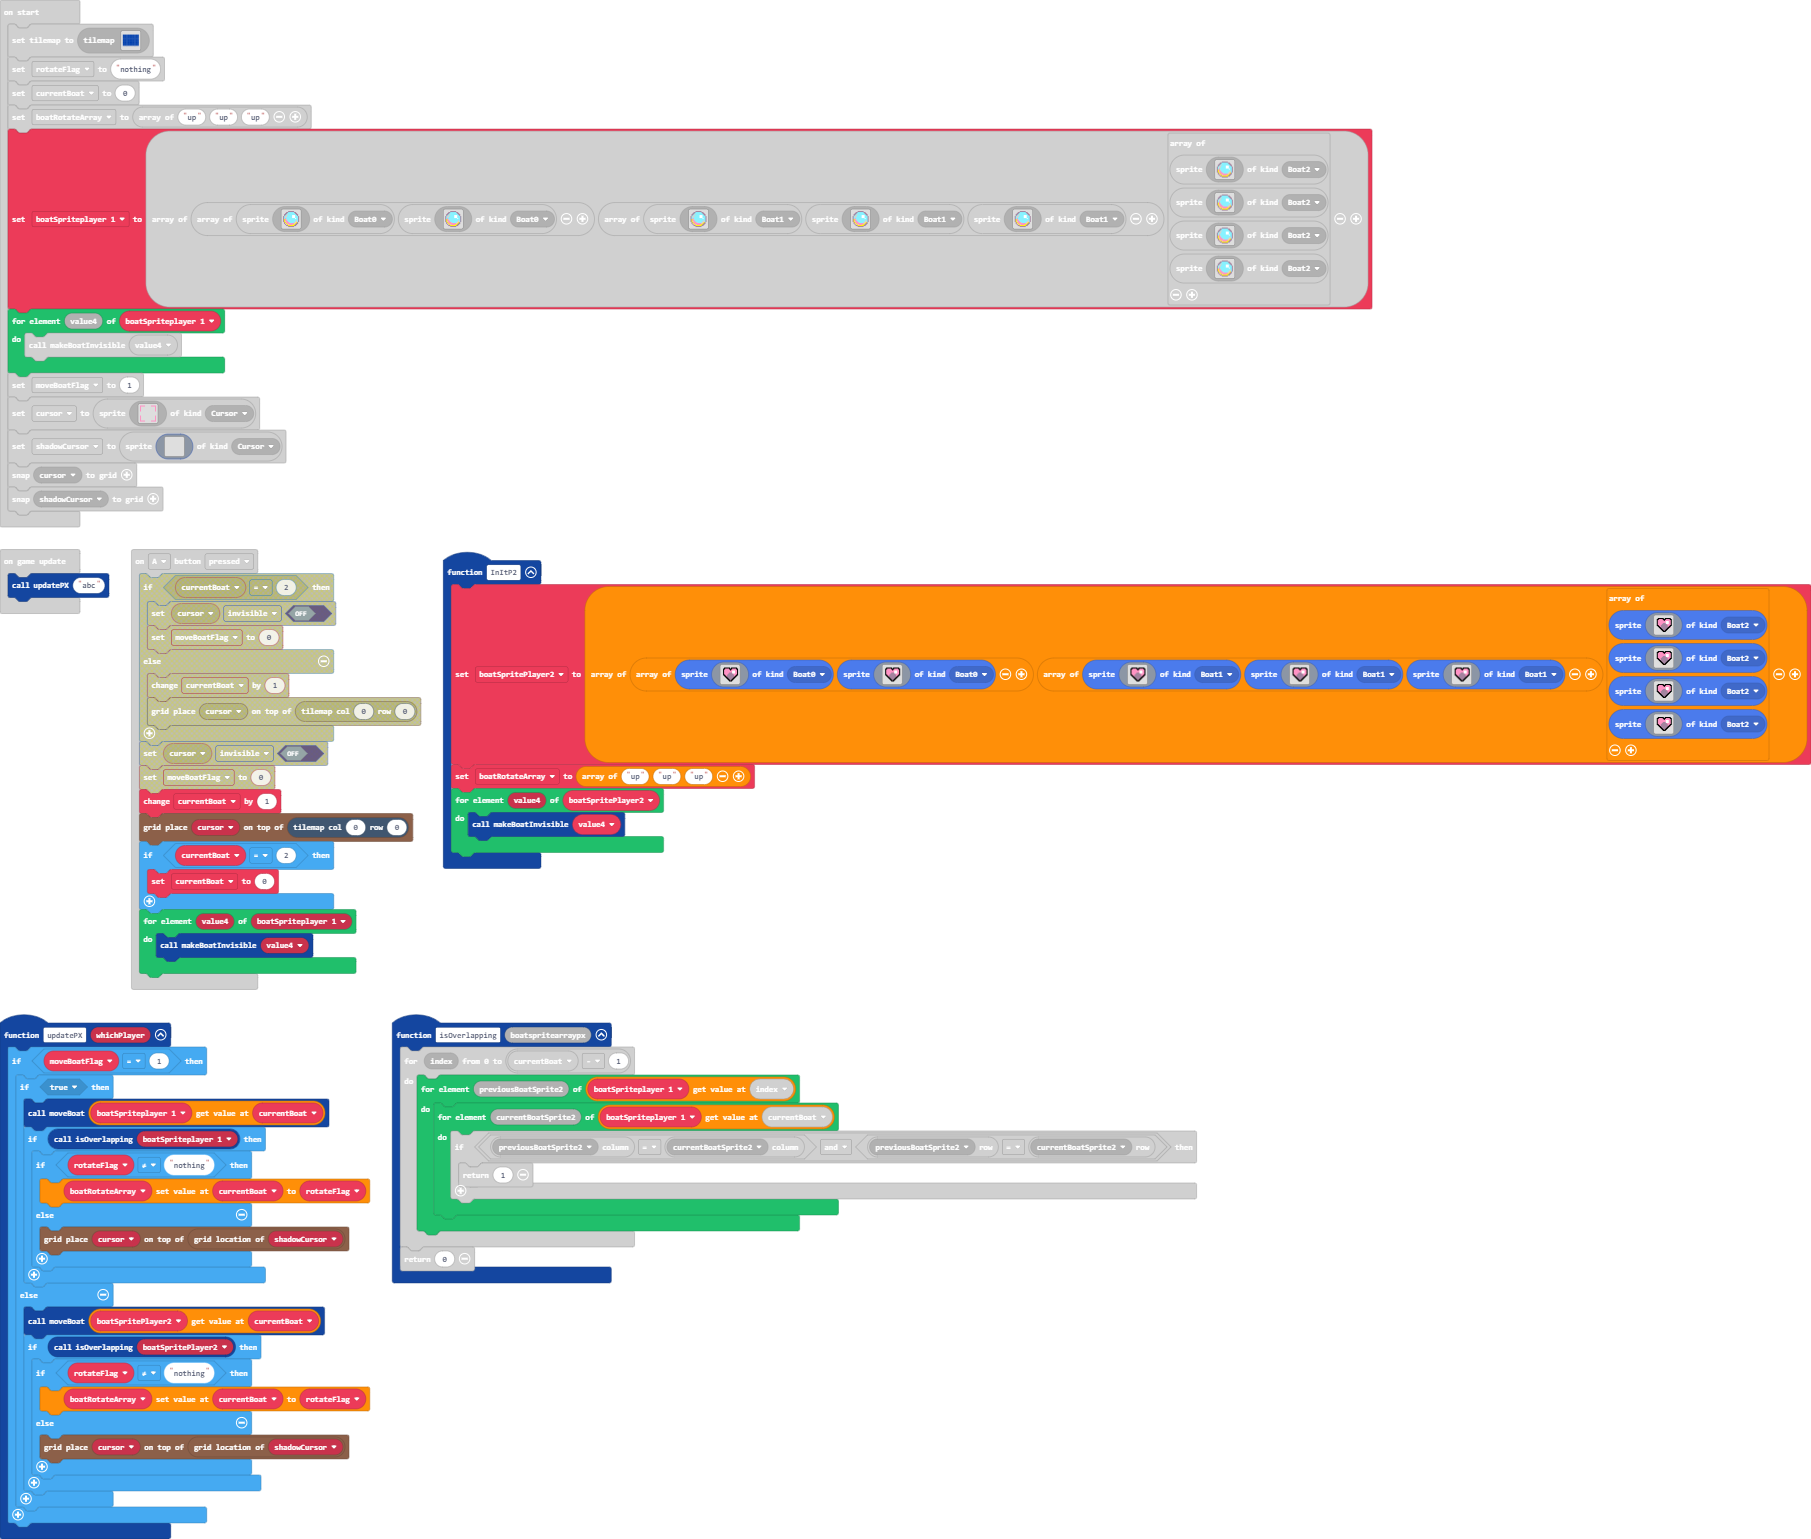 on start
set tilemap to tilemap
set rotateFlag to "nothing"
set currentBoat to 0
set boatRotateArray to array of "up" "up" "up"
set boatSpriteplayer 1 to array of array of sprite of kind Boat0 sprite of kind Boat0 array of sprite of kind Boat1 sprite of kind Boat1 sprite of kind Boat1 array of
sprite of kind Boat2
sprite of kind Boat2
sprite of kind Boat2
sprite of kind Boat2
for element value4 of boatSpriteplayer 1
do call makeBoatInvisible value4
set moveBoatFlag to 1
set cursor to sprite of kind Cursor
set shadowCursor to sprite of kind Cursor
snap cursor to grid
snap shadowCursor to grid
on game update
call updatePX "abc"
on A button pressed
if currentBoat = 2 then
set cursor invisible OFF
set moveBoatFlag to 0
else
change currentBoat by 1
grid place cursor on top of tilemap col 0 row 0
set cursor invisible OFF
set moveBoatFlag to 0
change currentBoat by 1
grid place cursor on top of tilemap col 0 row 0
if currentBoat = 2 then
set currentBoat to 0
for element value4 of boatSpriteplayer 1
do call makeBoatInvisible value4
function InItP2
set boatSpritePlayer2 to array of array of sprite of kind Boat0 sprite of kind Boat0 array of sprite of kind Boat1 sprite of kind Boat1 sprite of kind Boat1 array of
sprite of kind Boat2
sprite of kind Boat2
sprite of kind Boat2
sprite of kind Boat2
set boatRotateArray to array of "up" "up" "up"
for element value4 of boatSpritePlayer2
do call makeBoatInvisible value4
function updatePX whichPlayer
if moveBoatFlag = 1 then
if true then
call moveBoat boatSpriteplayer 1 get value at currentBoat
if call isOverlapping boatSpriteplayer 1 then
if rotateFlag ≠ "nothing" then
boatRotateArray set value at currentBoat to rotateFlag
else
grid place cursor on top of grid location of shadowCursor
else
call moveBoat boatSpritePlayer2 get value at currentBoat
if call isOverlapping boatSpritePlayer2 then
if rotateFlag ≠ "nothing" then
boatRotateArray set value at currentBoat to rotateFlag
else
grid place cursor on top of grid location of shadowCursor
function isOverlapping boatspritearraypx
for index from 0 to currentBoat - 1
do for element previousBoatSprite2 of boatSpriteplayer 1 get value at index
do for element currentBoatSprite2 of boatSpriteplayer 1 get value at currentBoat
do if previousBoatSprite2 column = currentBoatSprite2 column and previousBoatSprite2 row = currentBoatSprite2 row then
return 1
return 0